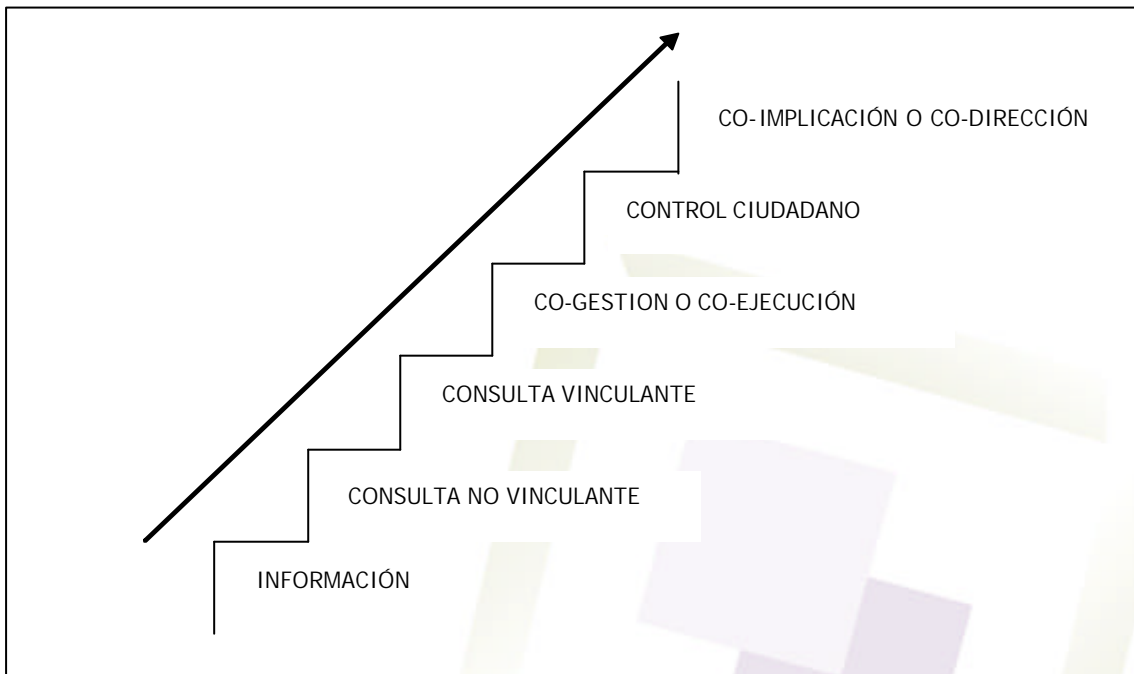 CO-IMPLICACIÓN O CO-DIRECCIÓN
CONTROL CIUDADANO
CO-GESTION O CO-EJECUCIÓN
CONSULTA VINCULANTE
CONSULTA NO VINCULANTE
INFORMACIÓN